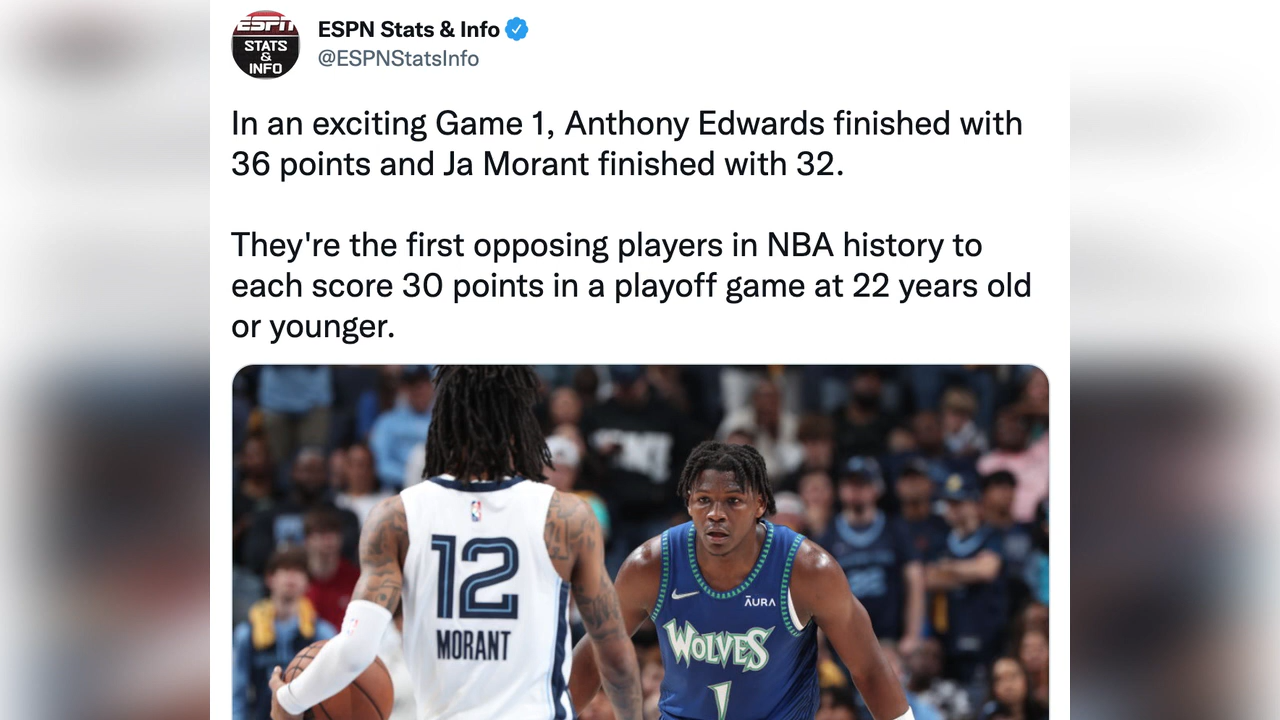 ESPN
STATS
&
INFO
ESPN Stats & Info
@ESPNStatsInfo
In an exciting Game 1, Anthony Edwards finished with
36 points and Ja Morant finished with 32.
They're the first opposing players in NBA history to
each score 30 points in a playoff game at 22 years old
or younger.
12
MORANT
AURA
WOLVES
1